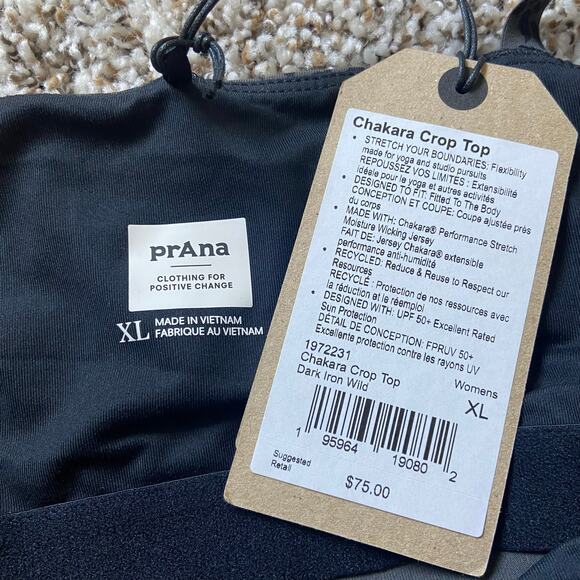 prAna
CLOTHING FOR
POSITIVE CHANGE
XL MADE IN VIETNAM
FABRIQUE AU VIETNAM
Chakara Crop Top
• STRETCH YOUR BOUNDARIES: Flexibility
made for yoga and studio pursuits
REPOUSSEZ VOS LIMITES : Extensibilité
idéale pour le yoga et autres activités
• DESIGNED TO FIT: Fitted To The Body
CONCEPTION ET COUPE: Coupe ajustée près
du corps
• MADE WITH: Chakara® Performance Stretch
Moisture Wicking Jersey
FAIT DE: Jersey Chakara® extensible
performance anti-humidité
• RECYCLED: Reduce & Reuse to Respect our
Resources
RECYCLÉ : Protection de nos ressources avec
la réduction et le réemploi
• DESIGNED WITH: UPF 50+ Excellent Rated
Sun Protection
DÉTAIL DE CONCEPTION: FPRUV 50+
Excellente protection contre les rayons UV
1972231
Chakara Crop Top Womens
Dark Iron Wild XL
1 95964 19080 2
Suggested
Retail
$75.00